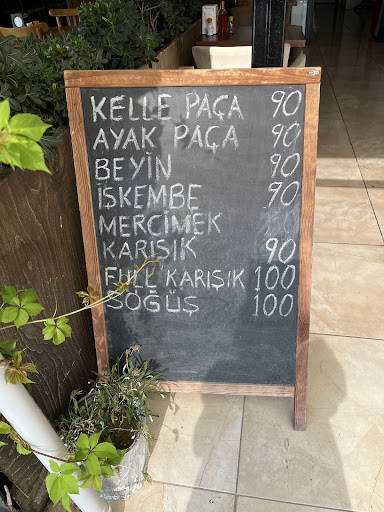 KELLE PAÇA 90
AYAK PAÇA 90
BEYİN 90
İŞKEMBE 90
MERCİMEK
KARIŞIK 90
FULL KARIŞIK 100
SÖĞÜŞ 100